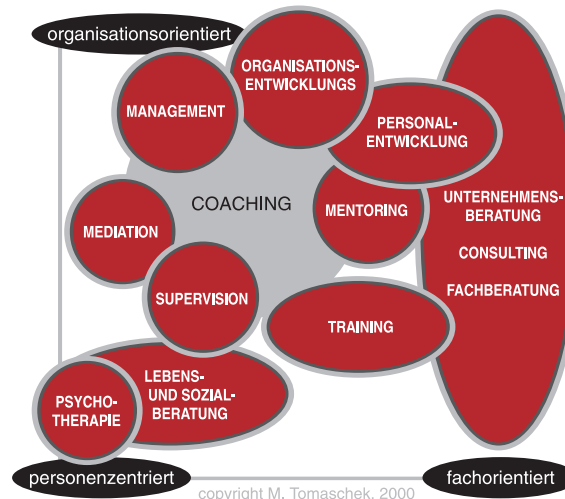 organisationsorientiert
ORGANISATIONS-
ENTWICKLUNGS
MANAGEMENT
PERSONAL-
ENTWICKLUNG
COACHING
MENTORING
UNTERNEHMENS-
BERATUNG
CONSULTING
FACHBERATUNG
MEDIATION
SUPERVISION
TRAINING
LEBENS-
UND SOZIAL-
BERATUNG
PSYCHO-
THERAPIE
personenzentriert
fachorientiert
copyright M. Tomaschek, 2000